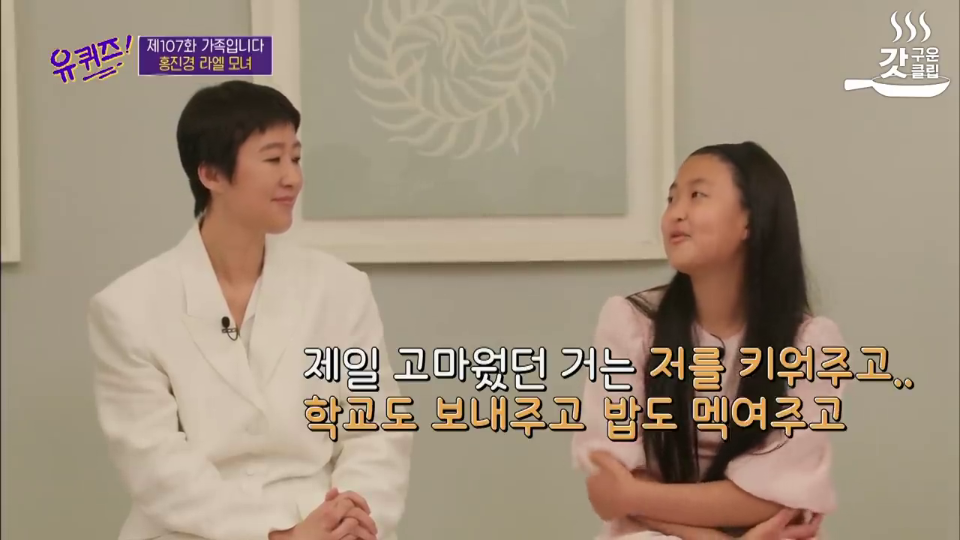 유퀴즈!
제107화 가족입니다
홍진경 라엘 모녀
갓구운클립
제일 고마웠던 거는 저를 키워주고..
학교도 보내주고 밥도 멕여주고